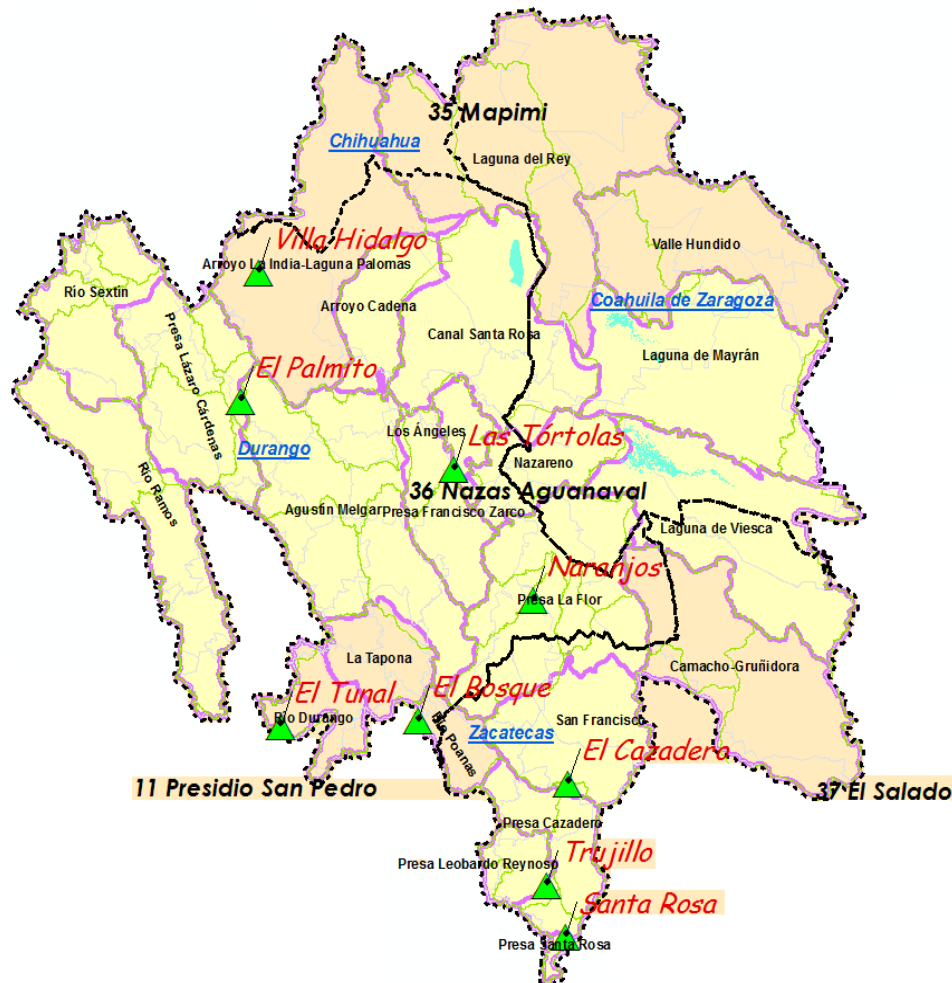 35 Mapimi
Chihuahua
Laguna del Rey
Villa Hidalgo
Valle Hundido
Arroyo La India-Laguna Palomas
Río Sextín
Coahuila de Zaragoza
Arroyo Cadena
Canal Santa Rosa
Laguna de Mayrán
Presa Lázaro Cárdenas
El Palmito
Los Ángeles
Las Tórtolas
Durango
Nazareno
Río Ramos
36 Nazas Aguanaval
Agustín Melgar
Presa Francisco Zarco
Laguna de Viesca
Naranjos
Presa La Flor
La Tapona
Camacho-Gruñidora
El Tunal
El Bosque
Río Durango
San Francisco
Río Poanas
Zacatecas
El Cazadero
11 Presidio San Pedro
37 El Salado
Presa Cazadero
Trujillo
Presa Leobardo Reynoso
Santa Rosa
Presa Santa Rosa